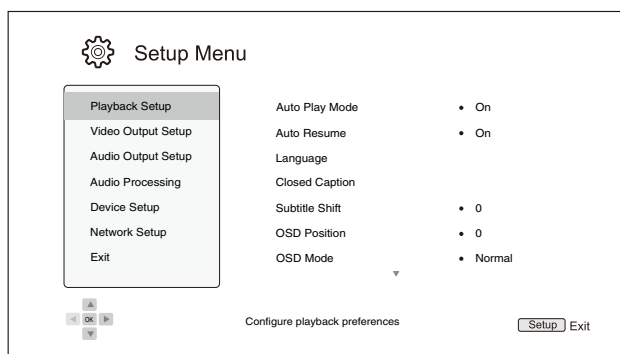 Setup Menu
Playback Setup
Video Output Setup
Audio Output Setup
Audio Processing
Device Setup
Network Setup
Exit
Auto Play Mode • On
Auto Resume • On
Language
Closed Caption
Subtitle Shift • 0
OSD Position • 0
OSD Mode • Normal
OK
Configure playback preferences
Setup Exit